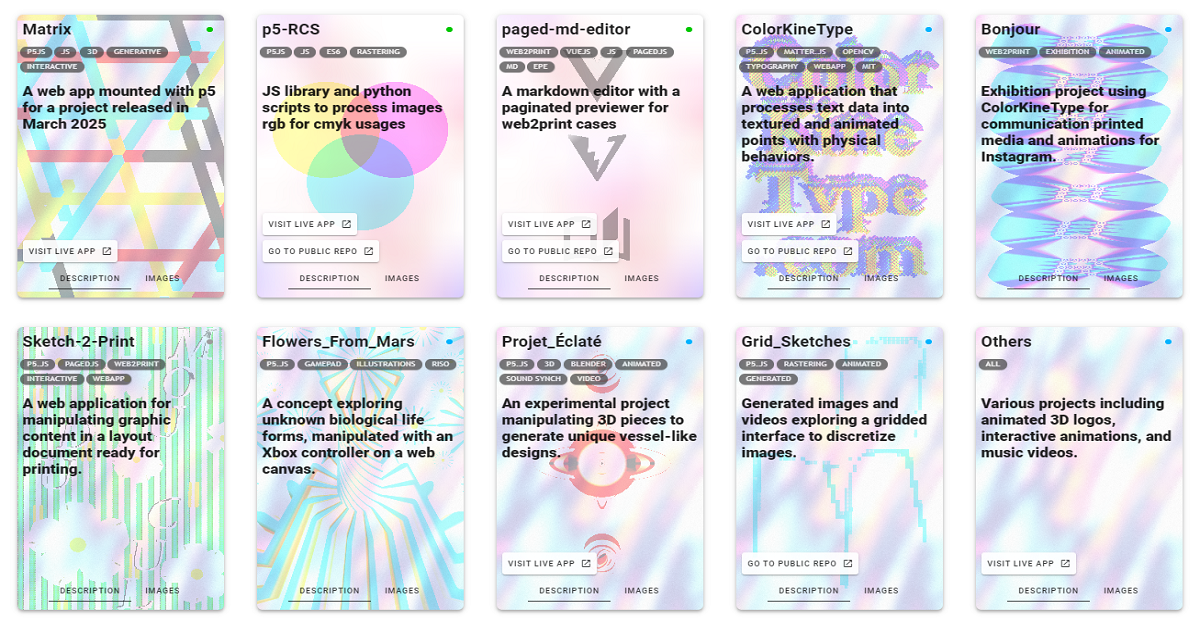 Matrix
P5.JS JS 3D GENERATIVE
INTERACTIVE
A web app mounted with p5
for a project released in
March 2025
VISIT LIVE APP
DESCRIPTION IMAGES
p5-RCS
P5JS JS ES6 RASTERING
JS library and python
scripts to process images
rgb for cmyk usages
VISIT LIVE APP
GO TO PUBLIC REPO
DESCRIPTION IMAGES
paged-md-editor
WEB2PRINT VUEJS JS PAGEDJS
MD EPE
A markdown editor with a
paginated previewer for
web2print cases
VISIT LIVE APP
GO TO PUBLIC REPO
DESCRIPTION IMAGES
ColorKineType
P5.JS MATTER.JS OPENCV
TYPOGRAPHY WEBAPP MIT
A web application that
processes text data into
textured and animated
points with physical
behaviors.
Color
Kine
Type
.com
VISIT LIVE APP
GO TO PUBLIC REPO
DESCRIPTION IMAGES
Bonjour
WEB2PRINT EXHIBITION ANIMATED
Exhibition project using
ColorKineType for
communication printed
media and animations for
Instagram.
DESCRIPTION IMAGES
Sketch-2-Print
P5.JS PAGEDJS WEB2PRINT
INTERACTIVE WEBAPP
A web application for
manipulating graphic
content in a layout
document ready for
printing.
DESCRIPTION IMAGES
Flowers_From_Mars
P5.JS GAMEPAD ILLUSTRATIONS RISO
A concept exploring
unknown biological life
forms, manipulated with an
Xbox controller on a web
canvas.
DESCRIPTION IMAGES
Projet_Éclaté
P5.JS 3D BLENDER ANIMATED
SOUND SYNCH VIDEO
An experimental project
manipulating 3D pieces to
generate unique vessel-like
designs.
VISIT LIVE APP
DESCRIPTION IMAGES
Grid_Sketches
P5.JS RASTERING ANIMATED
GENERATED
Generated images and
videos exploring a gridded
interface to discretize
images.
GO TO PUBLIC REPO
DESCRIPTION IMAGES
Others
ALL
Various projects including
animated 3D logos,
interactive animations, and
music videos.
VISIT LIVE APP
DESCRIPTION IMAGES